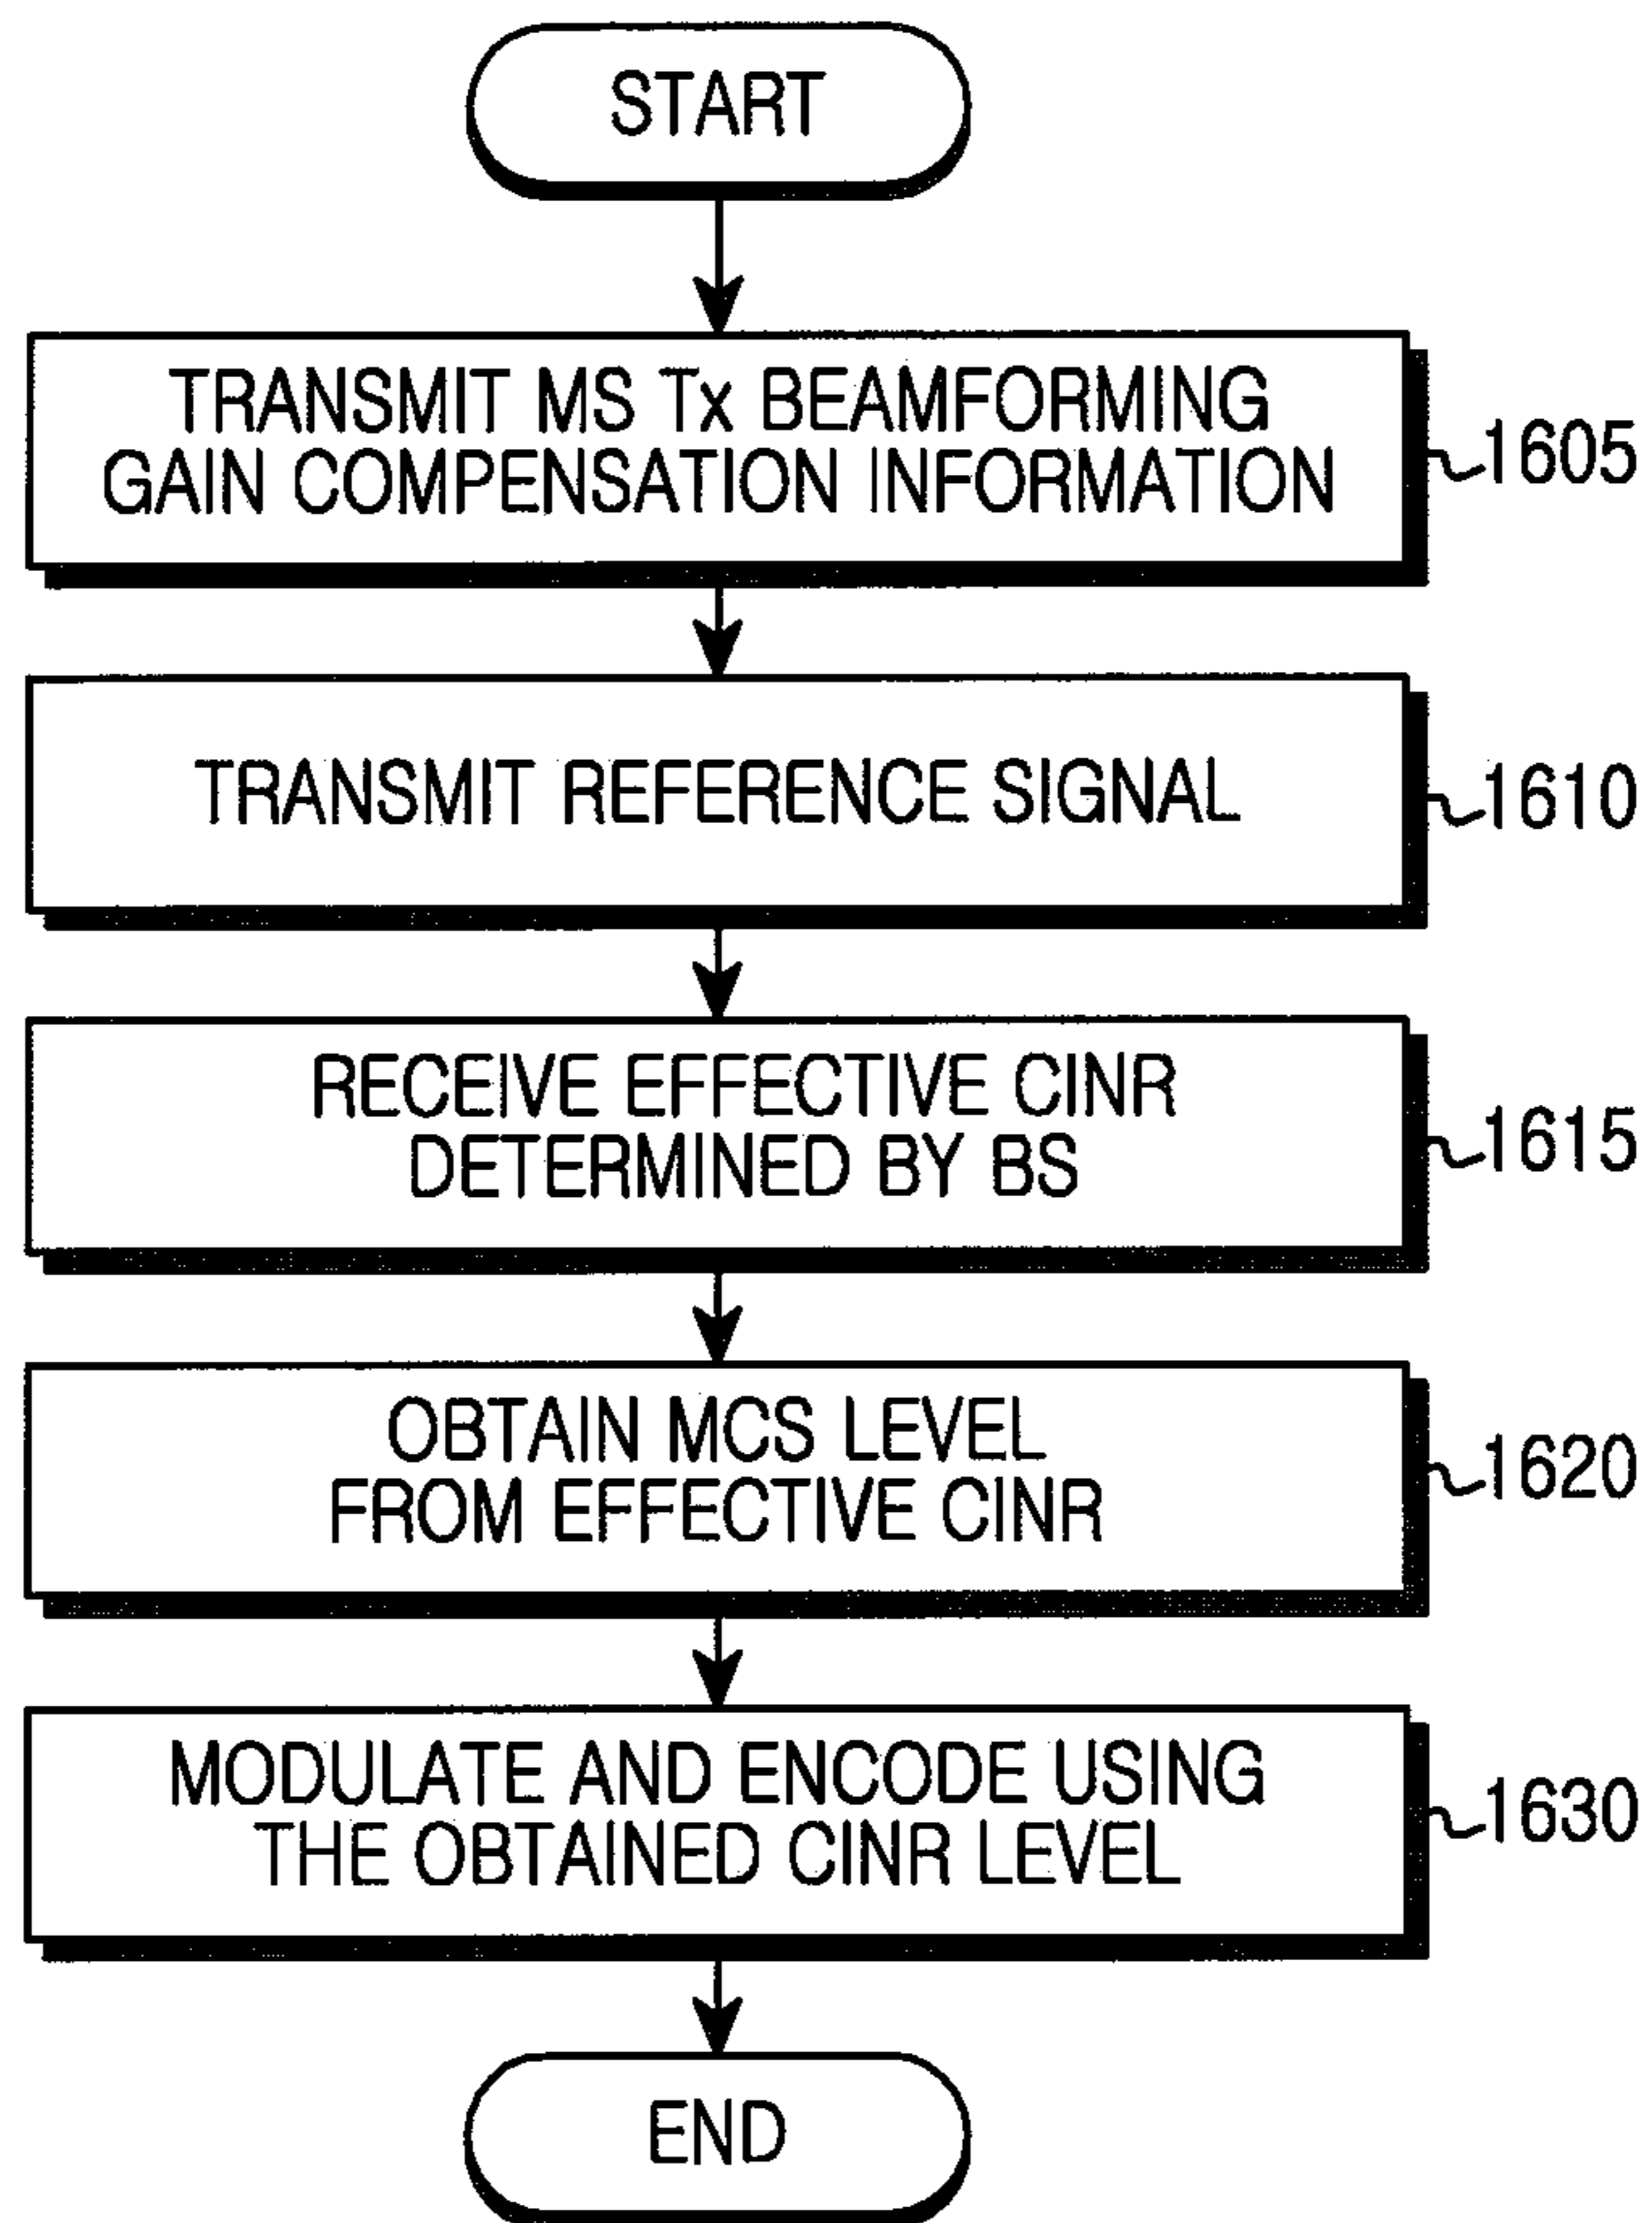 START
TRANSMIT MS Tx BEAMFORMING
GAIN COMPENSATION INFORMATION
1605
TRANSMIT REFERENCE SIGNAL
1610
RECEIVE EFFECTIVE CINR
DETERMINED BY BS
1615
OBTAIN MCS LEVEL
FROM EFFECTIVE CINR
1620
MODULATE AND ENCODE USING
THE OBTAINED CINR LEVEL
1630
END